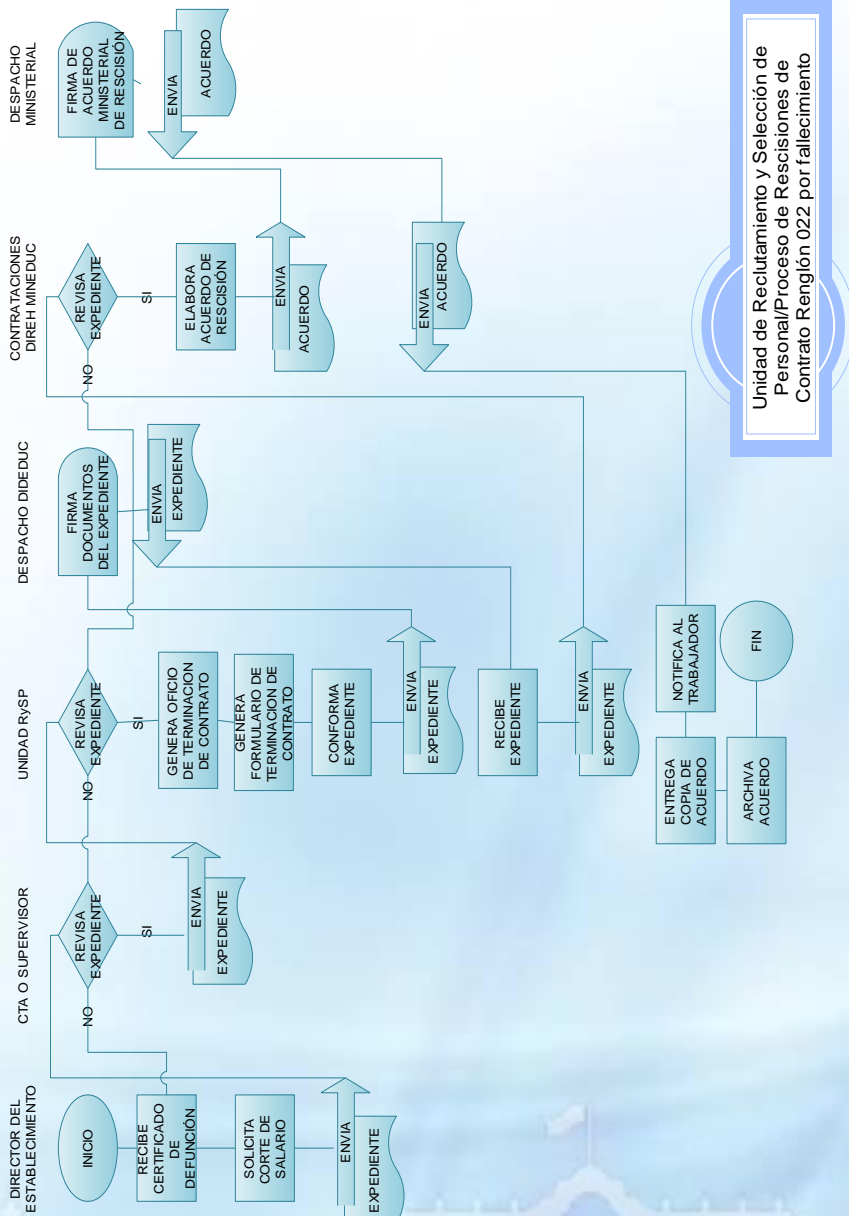 DIRECTOR DEL
ESTABLECIMIENTO
INICIO
RECIBE
CERTIFICADO
DE
DEFUNCIÓN
SOLICITA
CORTE DE
SALARIO
ENVIA
EXPEDIENTE
CTA O SUPERVISOR
REVISA
EXPEDIENTE
NO
SI
ENVIA
EXPEDIENTE
UNIDAD RySP
REVISA
EXPEDIENTE
NO
SI
GENERA OFICIO
DE TERMINACION
DE CONTRATO
GENERA
FORMULARIO DE
TERMINACION DE
CONTRATO
CONFORMA
EXPEDIENTE
ENVIA
EXPEDIENTE
RECIBE
EXPEDIENTE
ENVIA
EXPEDIENTE
ENTREGA
COPIA DE
ACUERDO
NOTIFICA AL
TRABAJADOR
ARCHIVA
ACUERDO
FIN
DESPACHO DIDEDUC
FIRMA
DOCUMENTOS
DEL EXPEDIENTE
ENVIA
EXPEDIENTE
CONTRATACIONES
DIREH MINEDUC
REVISA
EXPEDIENTE
NO
SI
ELABORA
ACUERDO DE
RESCISIÓN
ENVIA
ACUERDO
ENVIA
ACUERDO
DESPACHO
MINISTERIAL
FIRMA DE
ACUERDO
MINISTERIAL
DE RESCISIÓN
ENVIA
ACUERDO
Unidad de Reclutamiento y Selección de
Personal/Proceso de Rescisiones de
Contrato Renglón 022 por fallecimiento